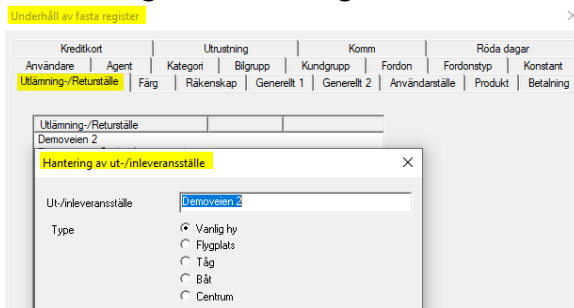 Underhåll av fasta register
Kreditkort Utrustning Komm Röda dagar
Användare Agent Kategori Bilgrupp Kundgrupp Fordon Fordonstyp Konstant
Utlämning-/Returställe Färg Räkenskap Generellt 1 Generellt 2 Användarställe Produkt Betalning
Utlämning-/Returställe
Demoveien 2
Hantering av ut-/inleveransställe
Ut-/inleveransställe Demoveien 2
Type Vanlig hy
Flygplats
Tåg
Båt
Centrum